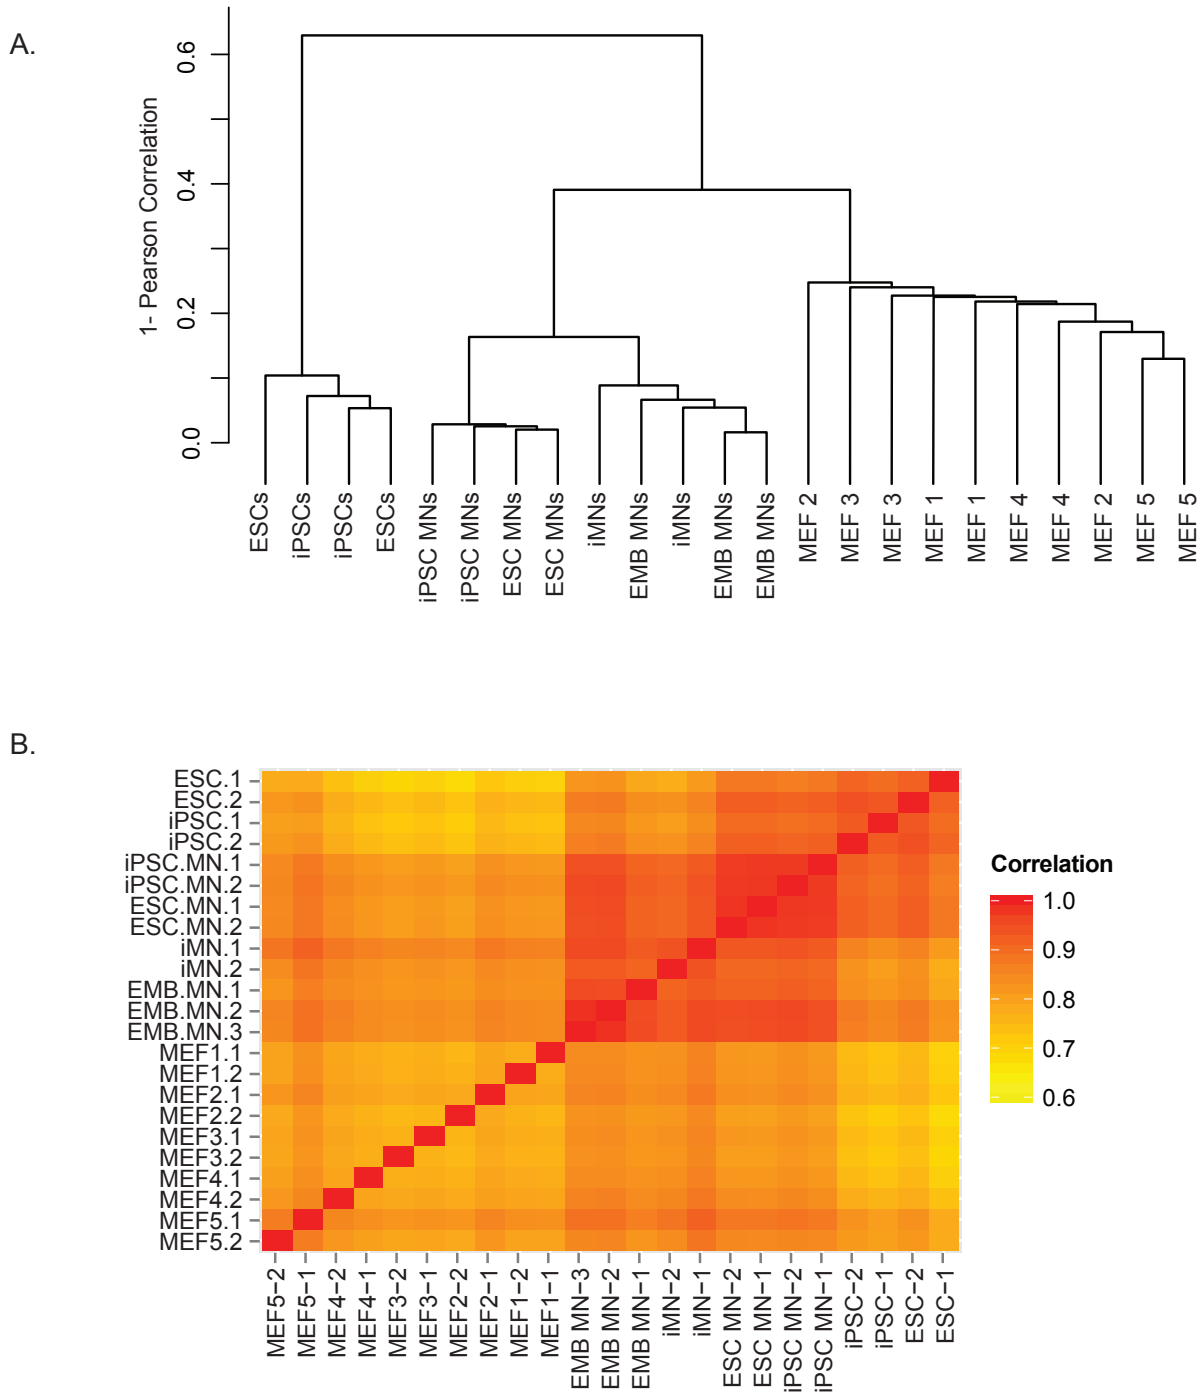 A.
1- Pearson Correlation
0.6
0.4
0.2
0.0
ESCs
iPSCs
iPSCs
ESCs
iPSC MNs
iPSC MNs
ESC MNs
ESC MNs
iMNs
EMB MNs
iMNs
EMB MNs
EMB MNs
MEF 2
MEF 3
MEF 3
MEF 1
MEF 1
MEF 4
MEF 4
MEF 2
MEF 5
MEF 5
B.
ESC.1
ESC.2
iPSC.1
iPSC.2
iPSC.MN.1
iPSC.MN.2
ESC.MN.1
ESC.MN.2
iMN.1
iMN.2
EMB.MN.1
EMB.MN.2
EMB.MN.3
MEF1.1
MEF1.2
MEF2.1
MEF2.2
MEF3.1
MEF3.2
MEF4.1
MEF4.2
MEF5.1
MEF5.2
MEF5−2
MEF5−1
MEF4−2
MEF4−1
MEF3−2
MEF3−1
MEF2−2
MEF2−1
MEF1−2
MEF1−1
EMB MN−3
EMB MN−2
EMB MN−1
iMN−2
iMN−1
ESC MN−2
ESC MN−1
iPSC MN−2
iPSC MN−1
iPSC−2
iPSC−1
ESC−2
ESC−1
Correlation
1.0
0.9
0.8
0.7
0.6